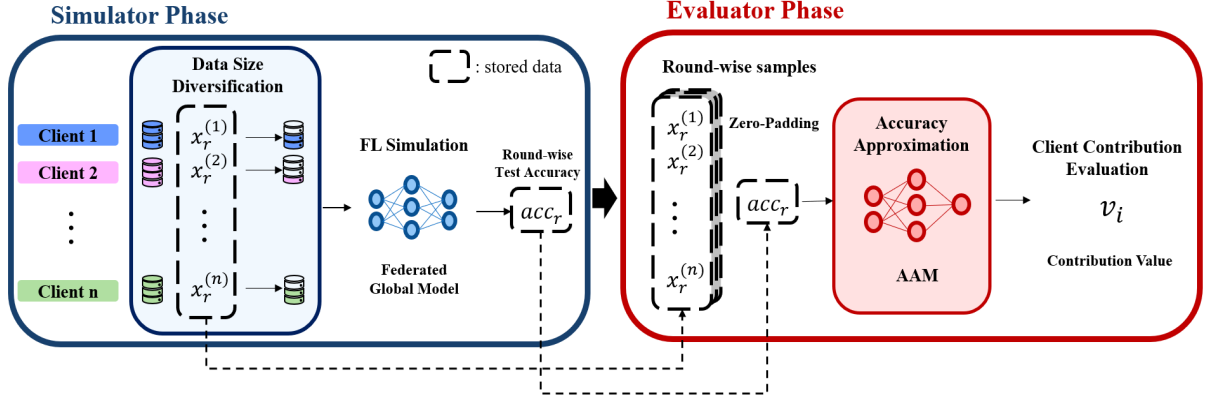 Simulator Phase
Data Size
Diversification
: stored data
Client 1
Client 2
⋮
Client n
x_r^{(1)}
x_r^{(2)}
⋮
x_r^{(n)}
FL Simulation
Federated
Global Model
Round-wise
Test Accuracy
acc_r
Evaluator Phase
Round-wise samples
x_r^{(1)}
x_r^{(2)}
⋮
x_r^{(n)}
Zero-Padding
acc_r
Accuracy
Approximation
AAM
Client Contribution
Evaluation
v_i
Contribution Value